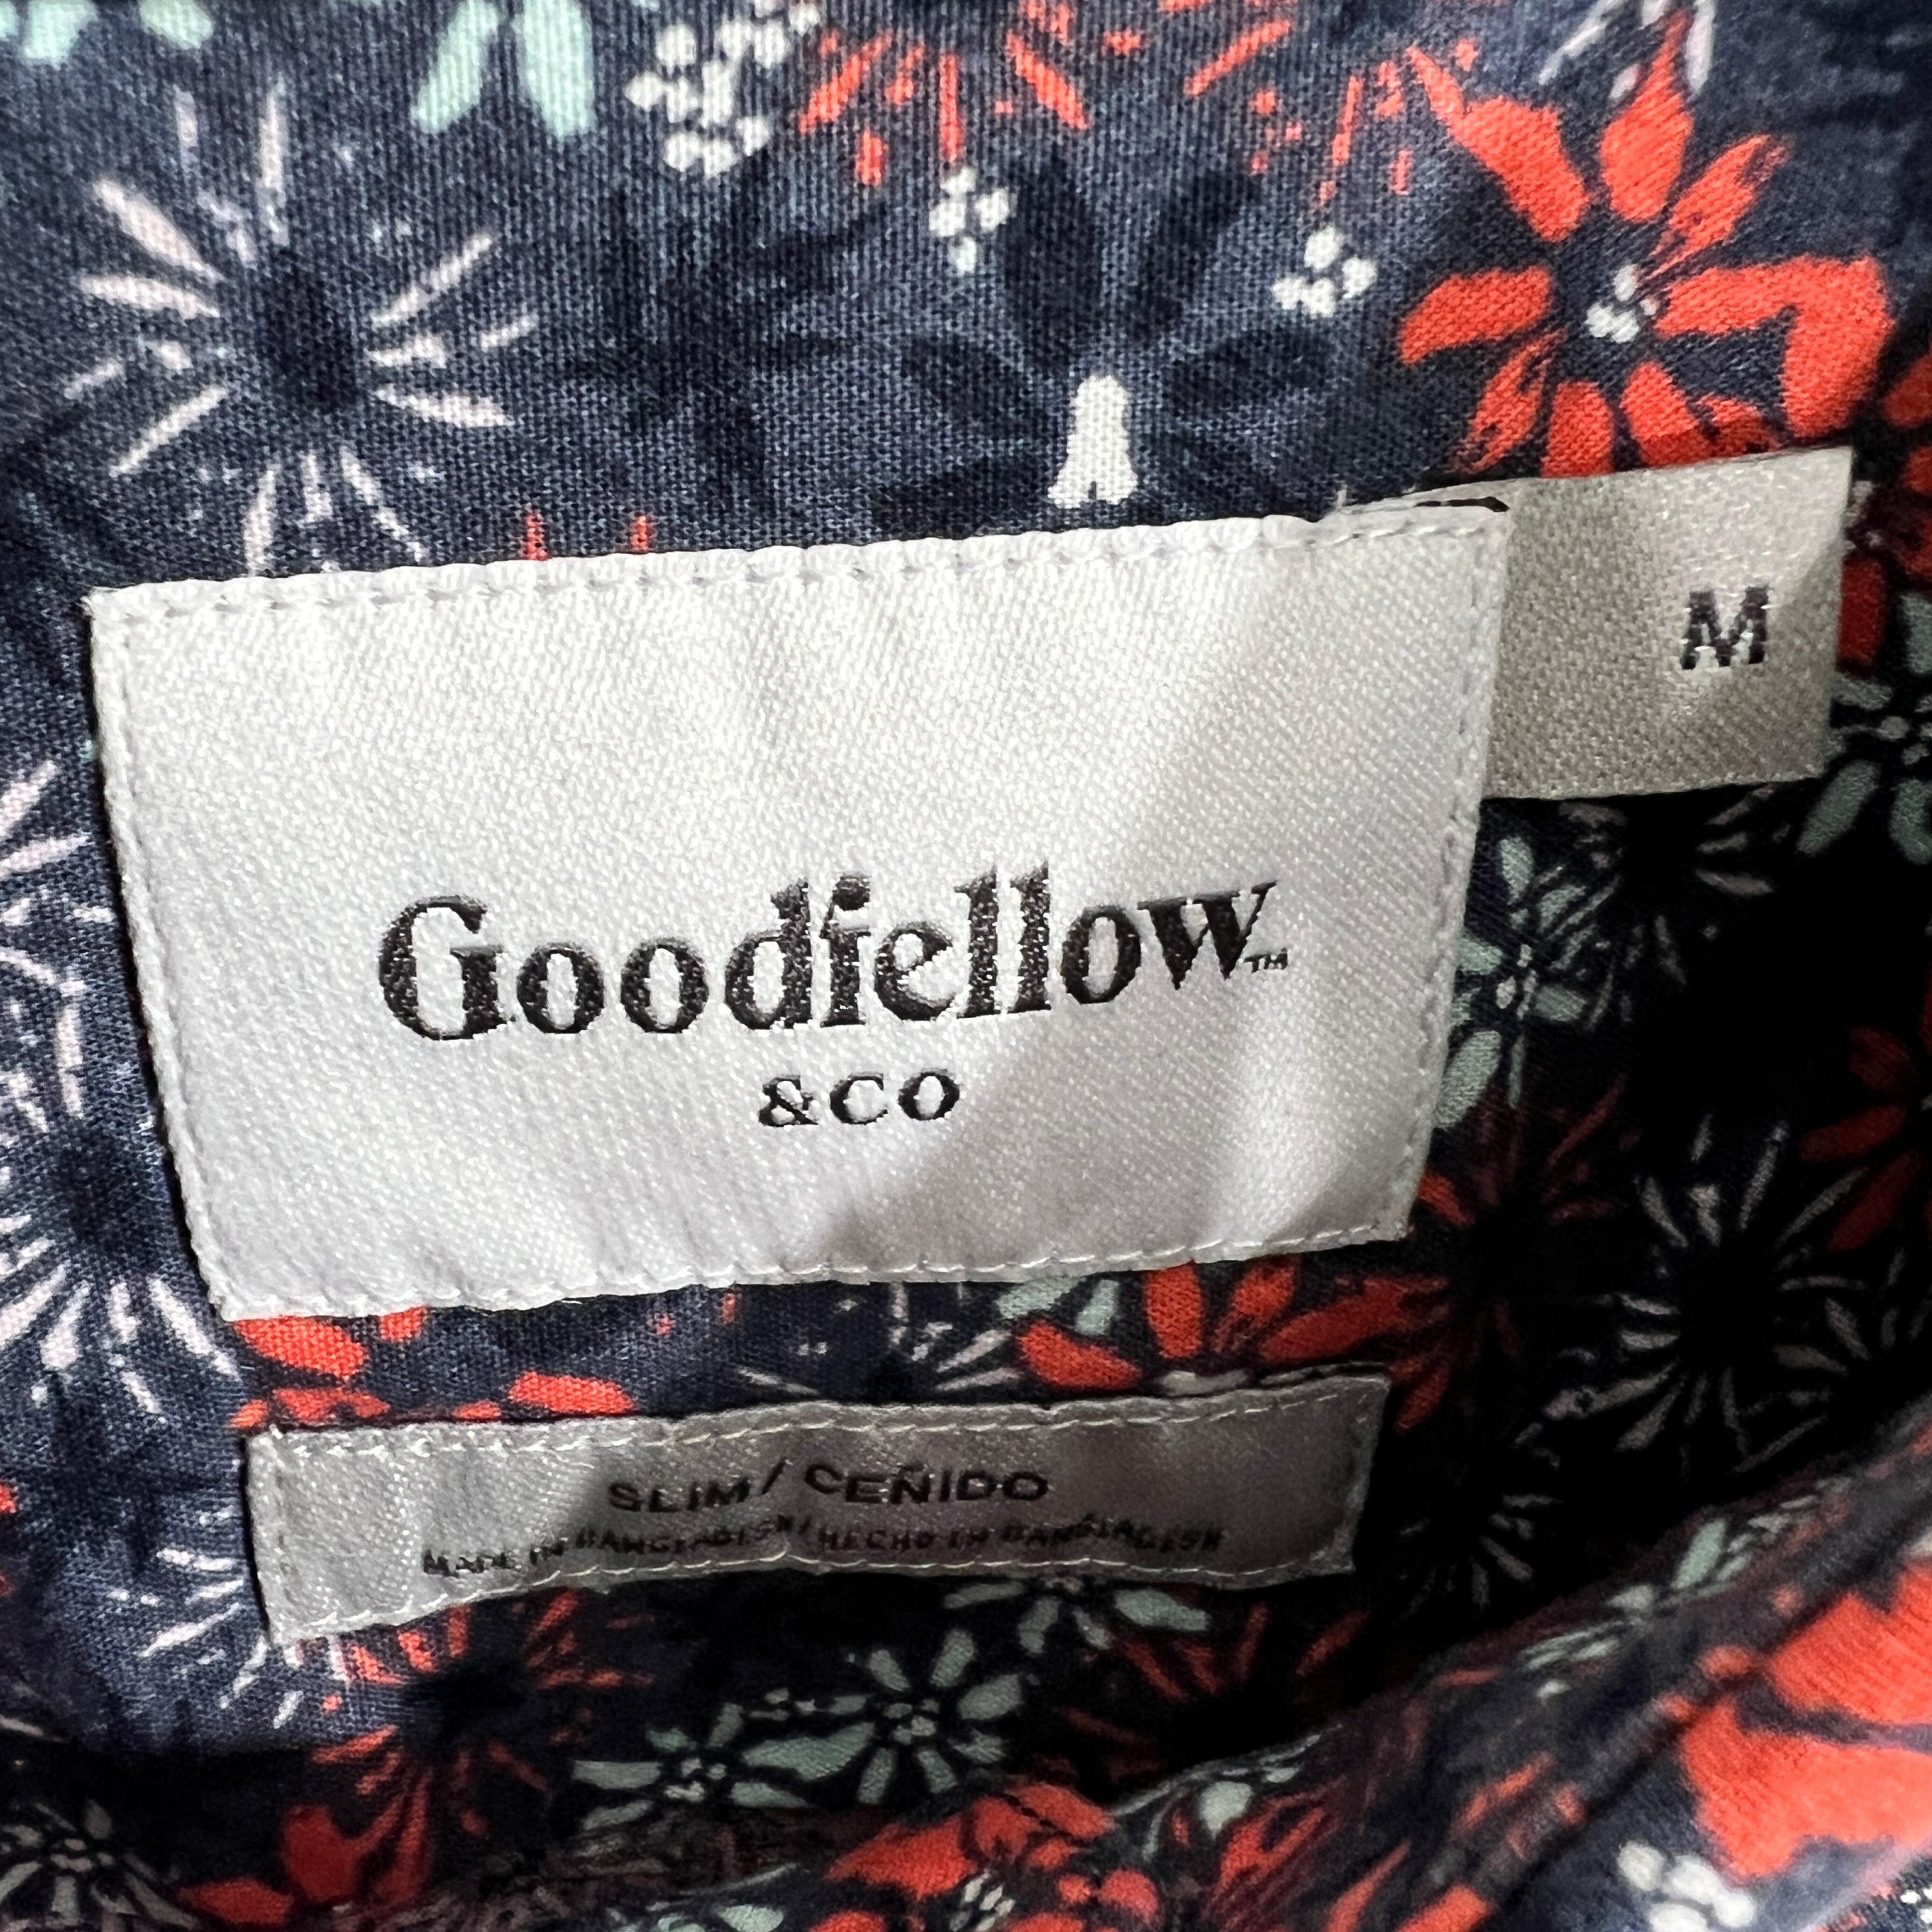 Goodfellow™
&CO
M
SLIM/CEÑIDO
MADE IN BANGLADESH/HECHO EN BANGLADESH